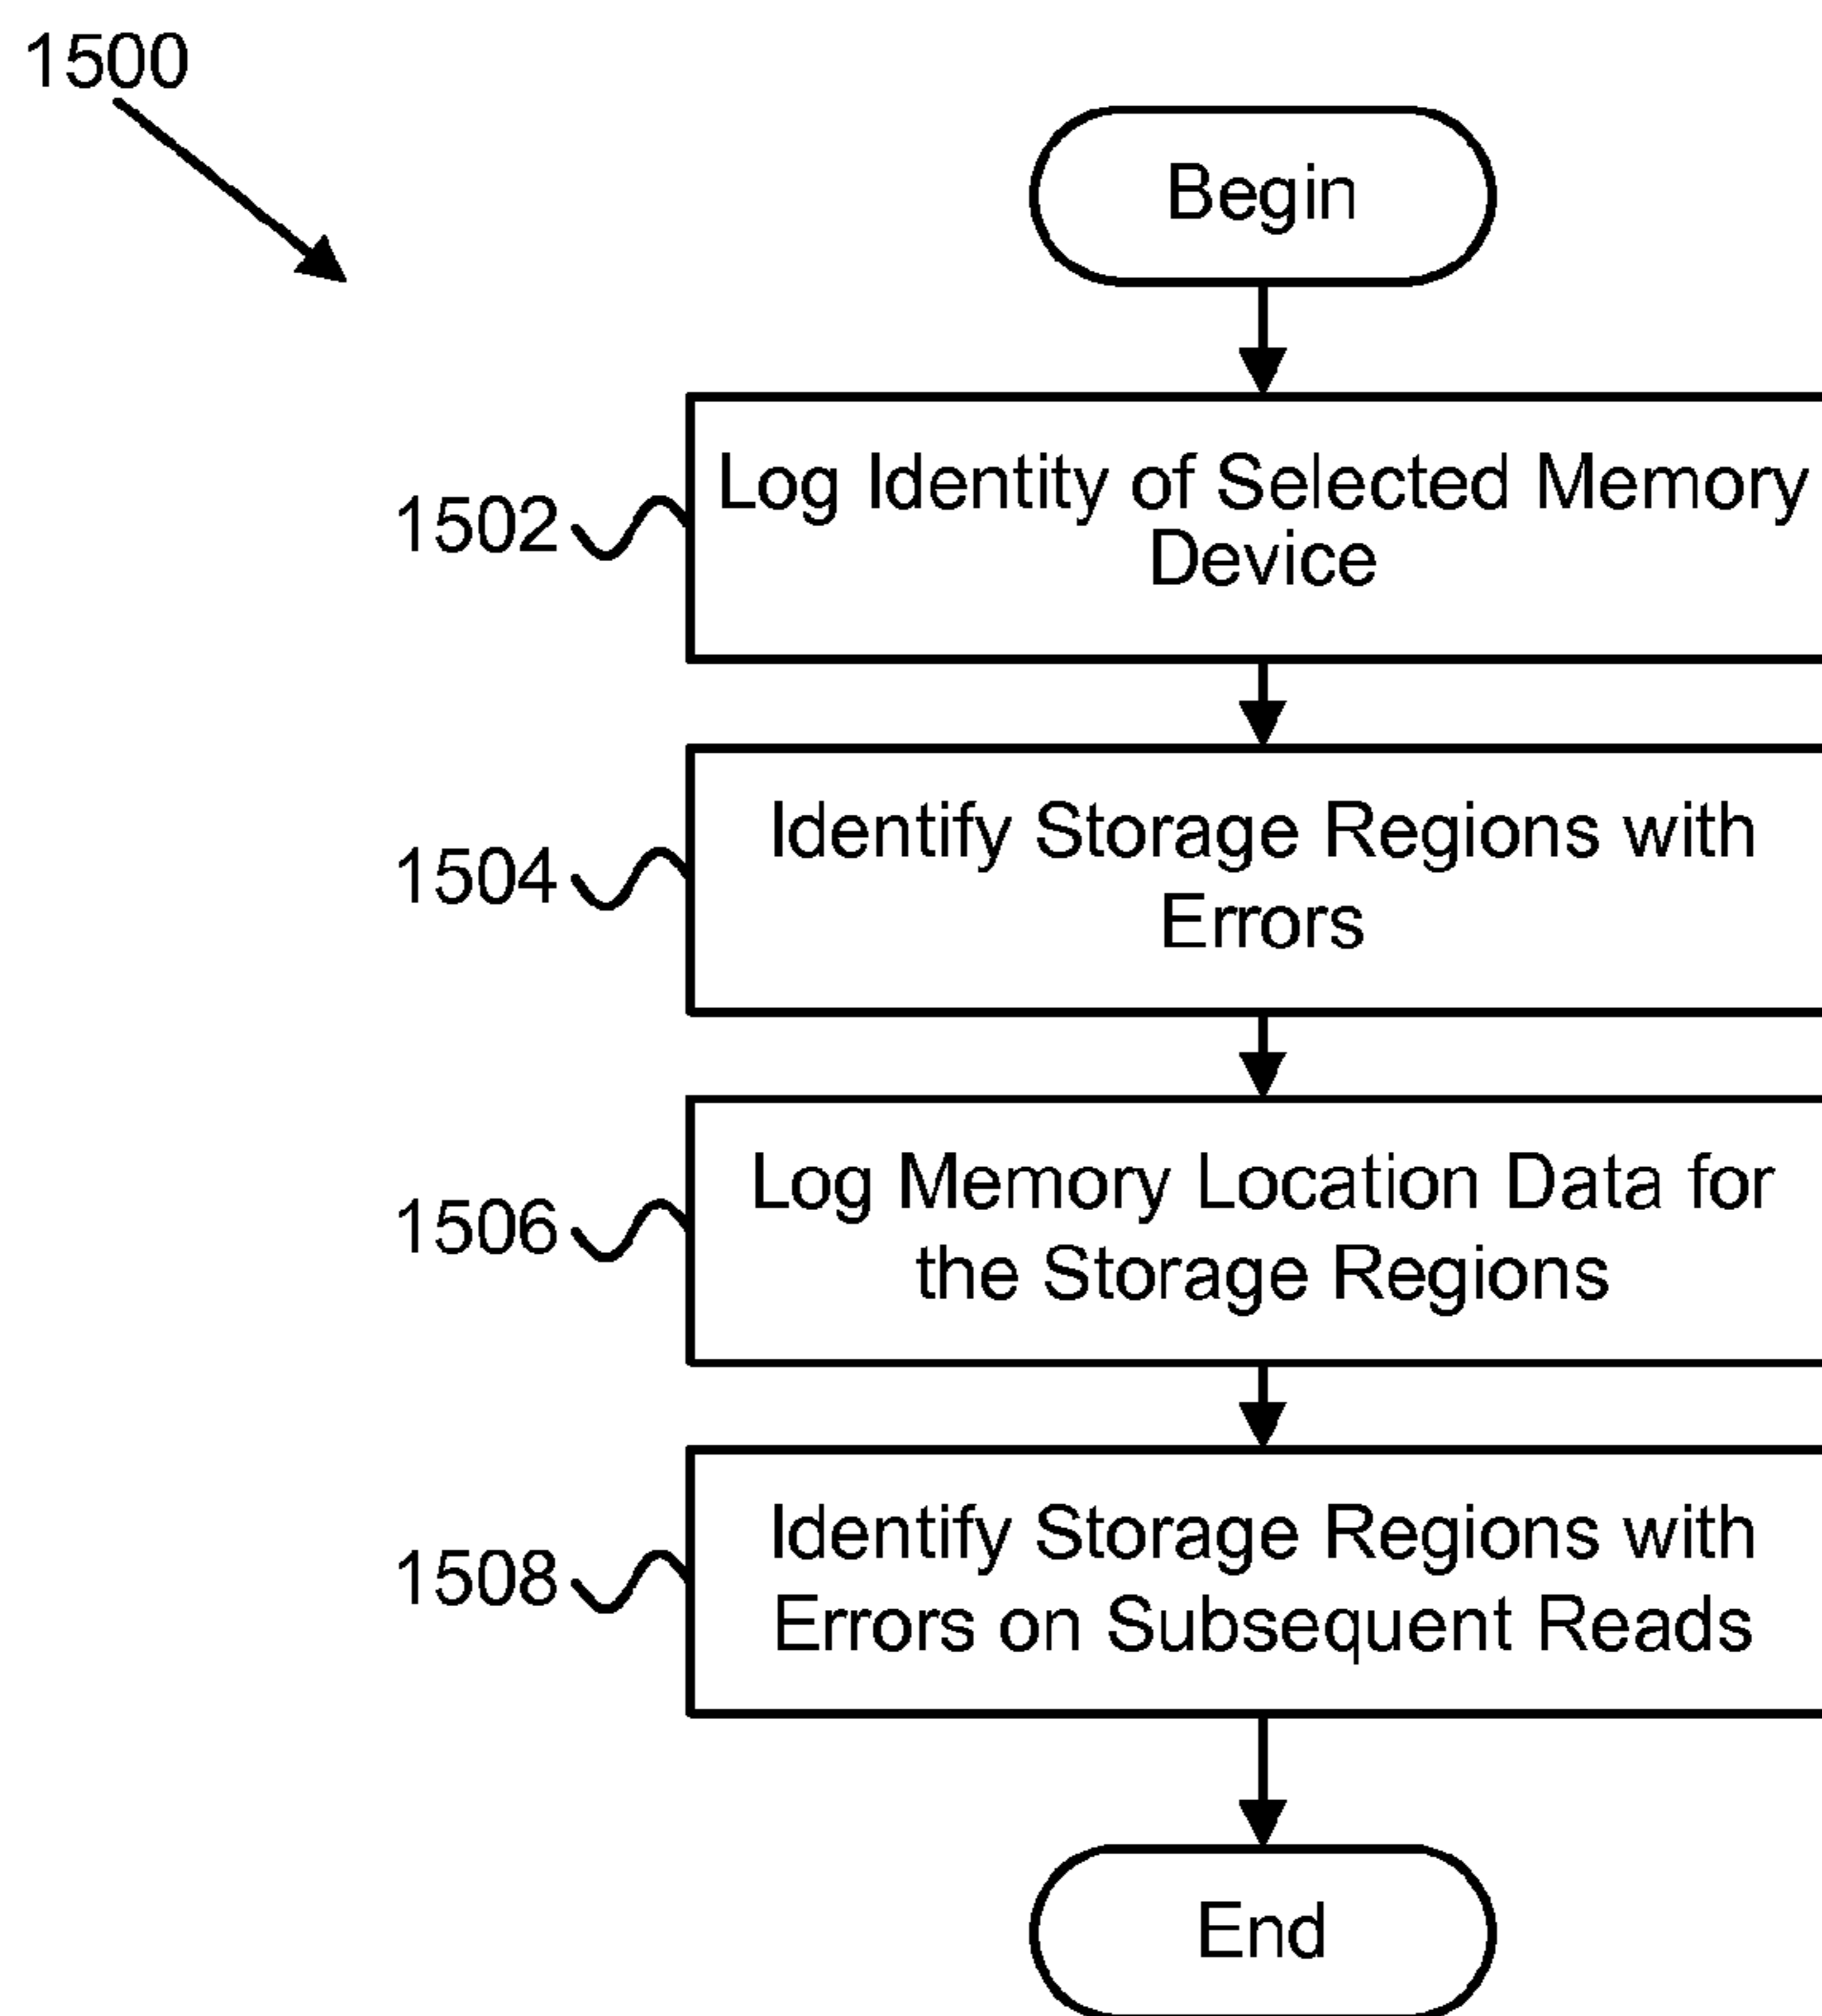 1500
Begin
1502
Log Identity of Selected Memory
Device
1504
Identify Storage Regions with
Errors
1506
Log Memory Location Data for
the Storage Regions
1508
Identify Storage Regions with
Errors on Subsequent Reads
End